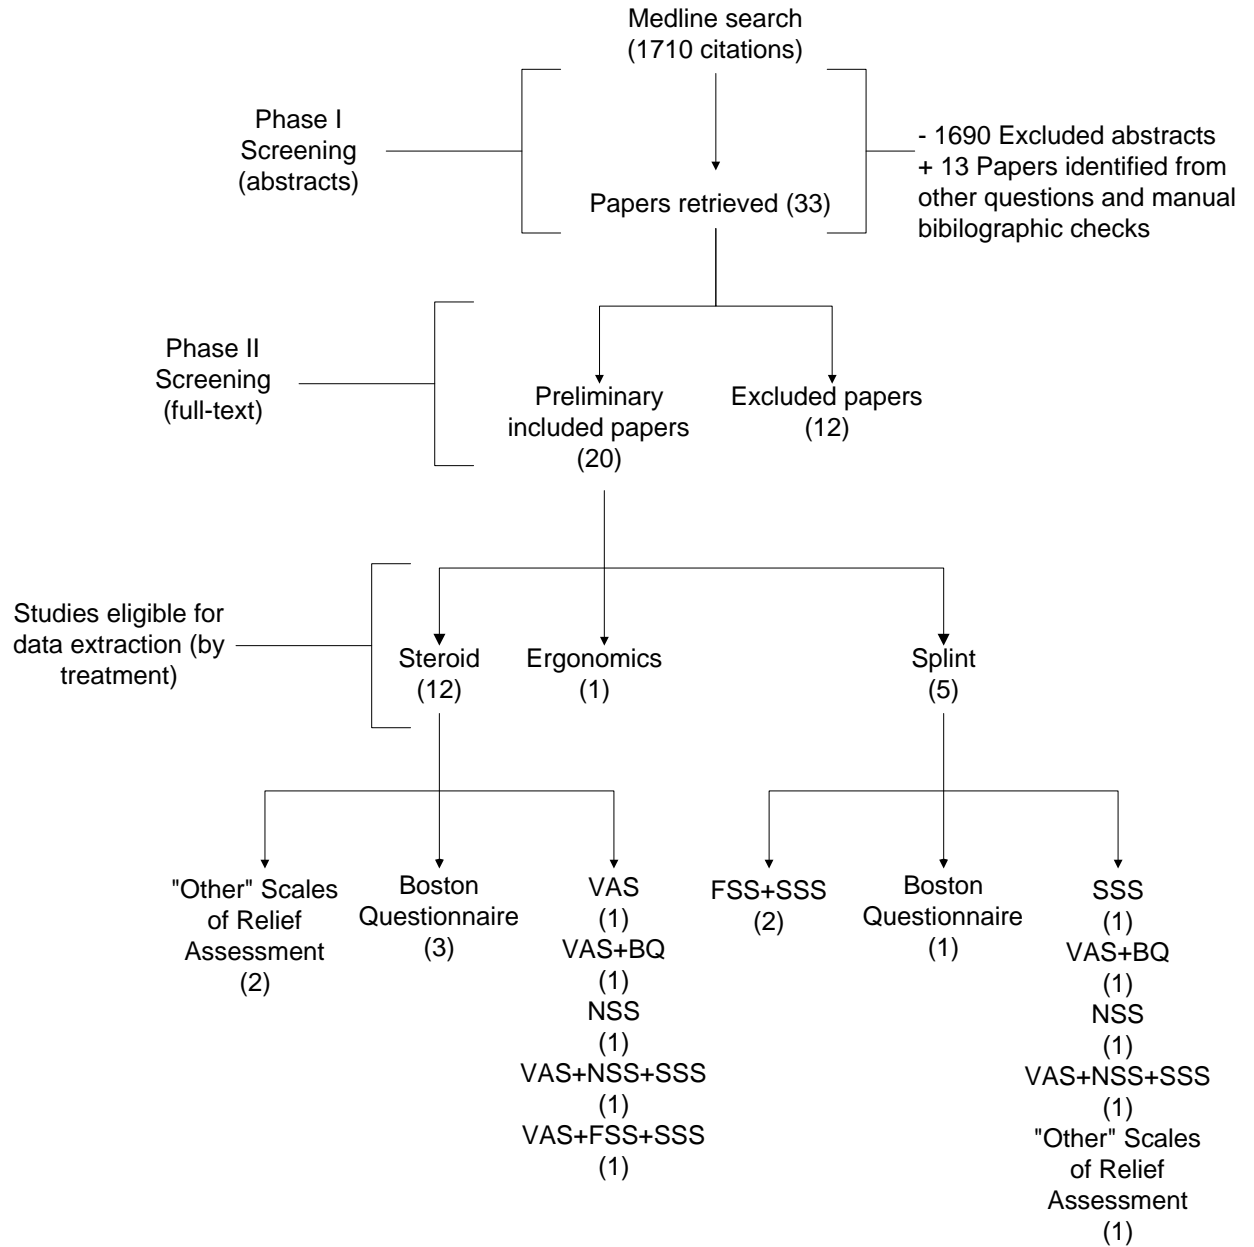 Medline search
(1710 citations)
Phase I
Screening
(abstracts)
- 1690 Excluded abstracts
+ 13 Papers identified from
other questions and manual
bibilographic checks
Papers retrieved (33)
Phase II
Screening
(full-text)
Preliminary
included papers
(20)
Excluded papers
(12)
Studies eligible for
data extraction (by
treatment)
Steroid
(12)
Ergonomics
(1)
Splint
(5)
"Other" Scales
of Relief
Assessment
(2)
Boston
Questionnaire
(3)
VAS
(1)
VAS+BQ
(1)
NSS
(1)
VAS+NSS+SSS
(1)
VAS+FSS+SSS
(1)
FSS+SSS
(2)
Boston
Questionnaire
(1)
SSS
(1)
VAS+BQ
(1)
NSS
(1)
VAS+NSS+SSS
(1)
"Other" Scales
of Relief
Assessment
(1)